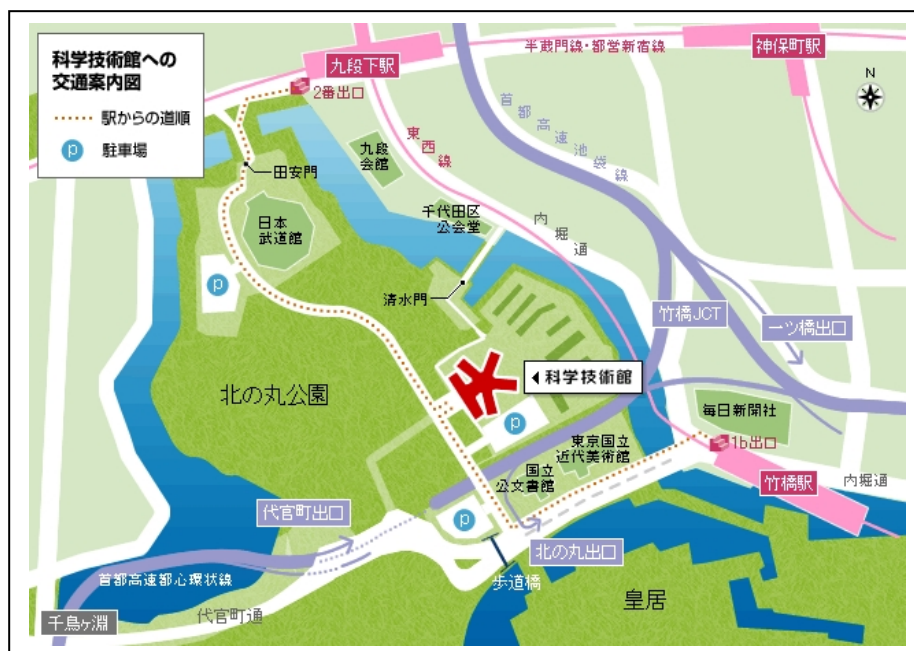 科学技術館への
交通案内図
駅からの道順
P
駐車場
九段下駅
半蔵門線・都営新宿線
神保町駅
N
2番出口
首都高速池袋線
東西線
九段
会館
田安門
千代田区
公会堂
内堀通
日本
武道館
P
清水門
竹橋JCT
一ツ橋出口
科学技術館
北の丸公園
P
毎日新聞社
1b出口
東京国立
近代美術館
国立
公文書館
竹橋駅
内堀通
代官町出口
P
北の丸出口
首都高速都心環状線
歩道橋
皇居
代官町通
千鳥ヶ淵